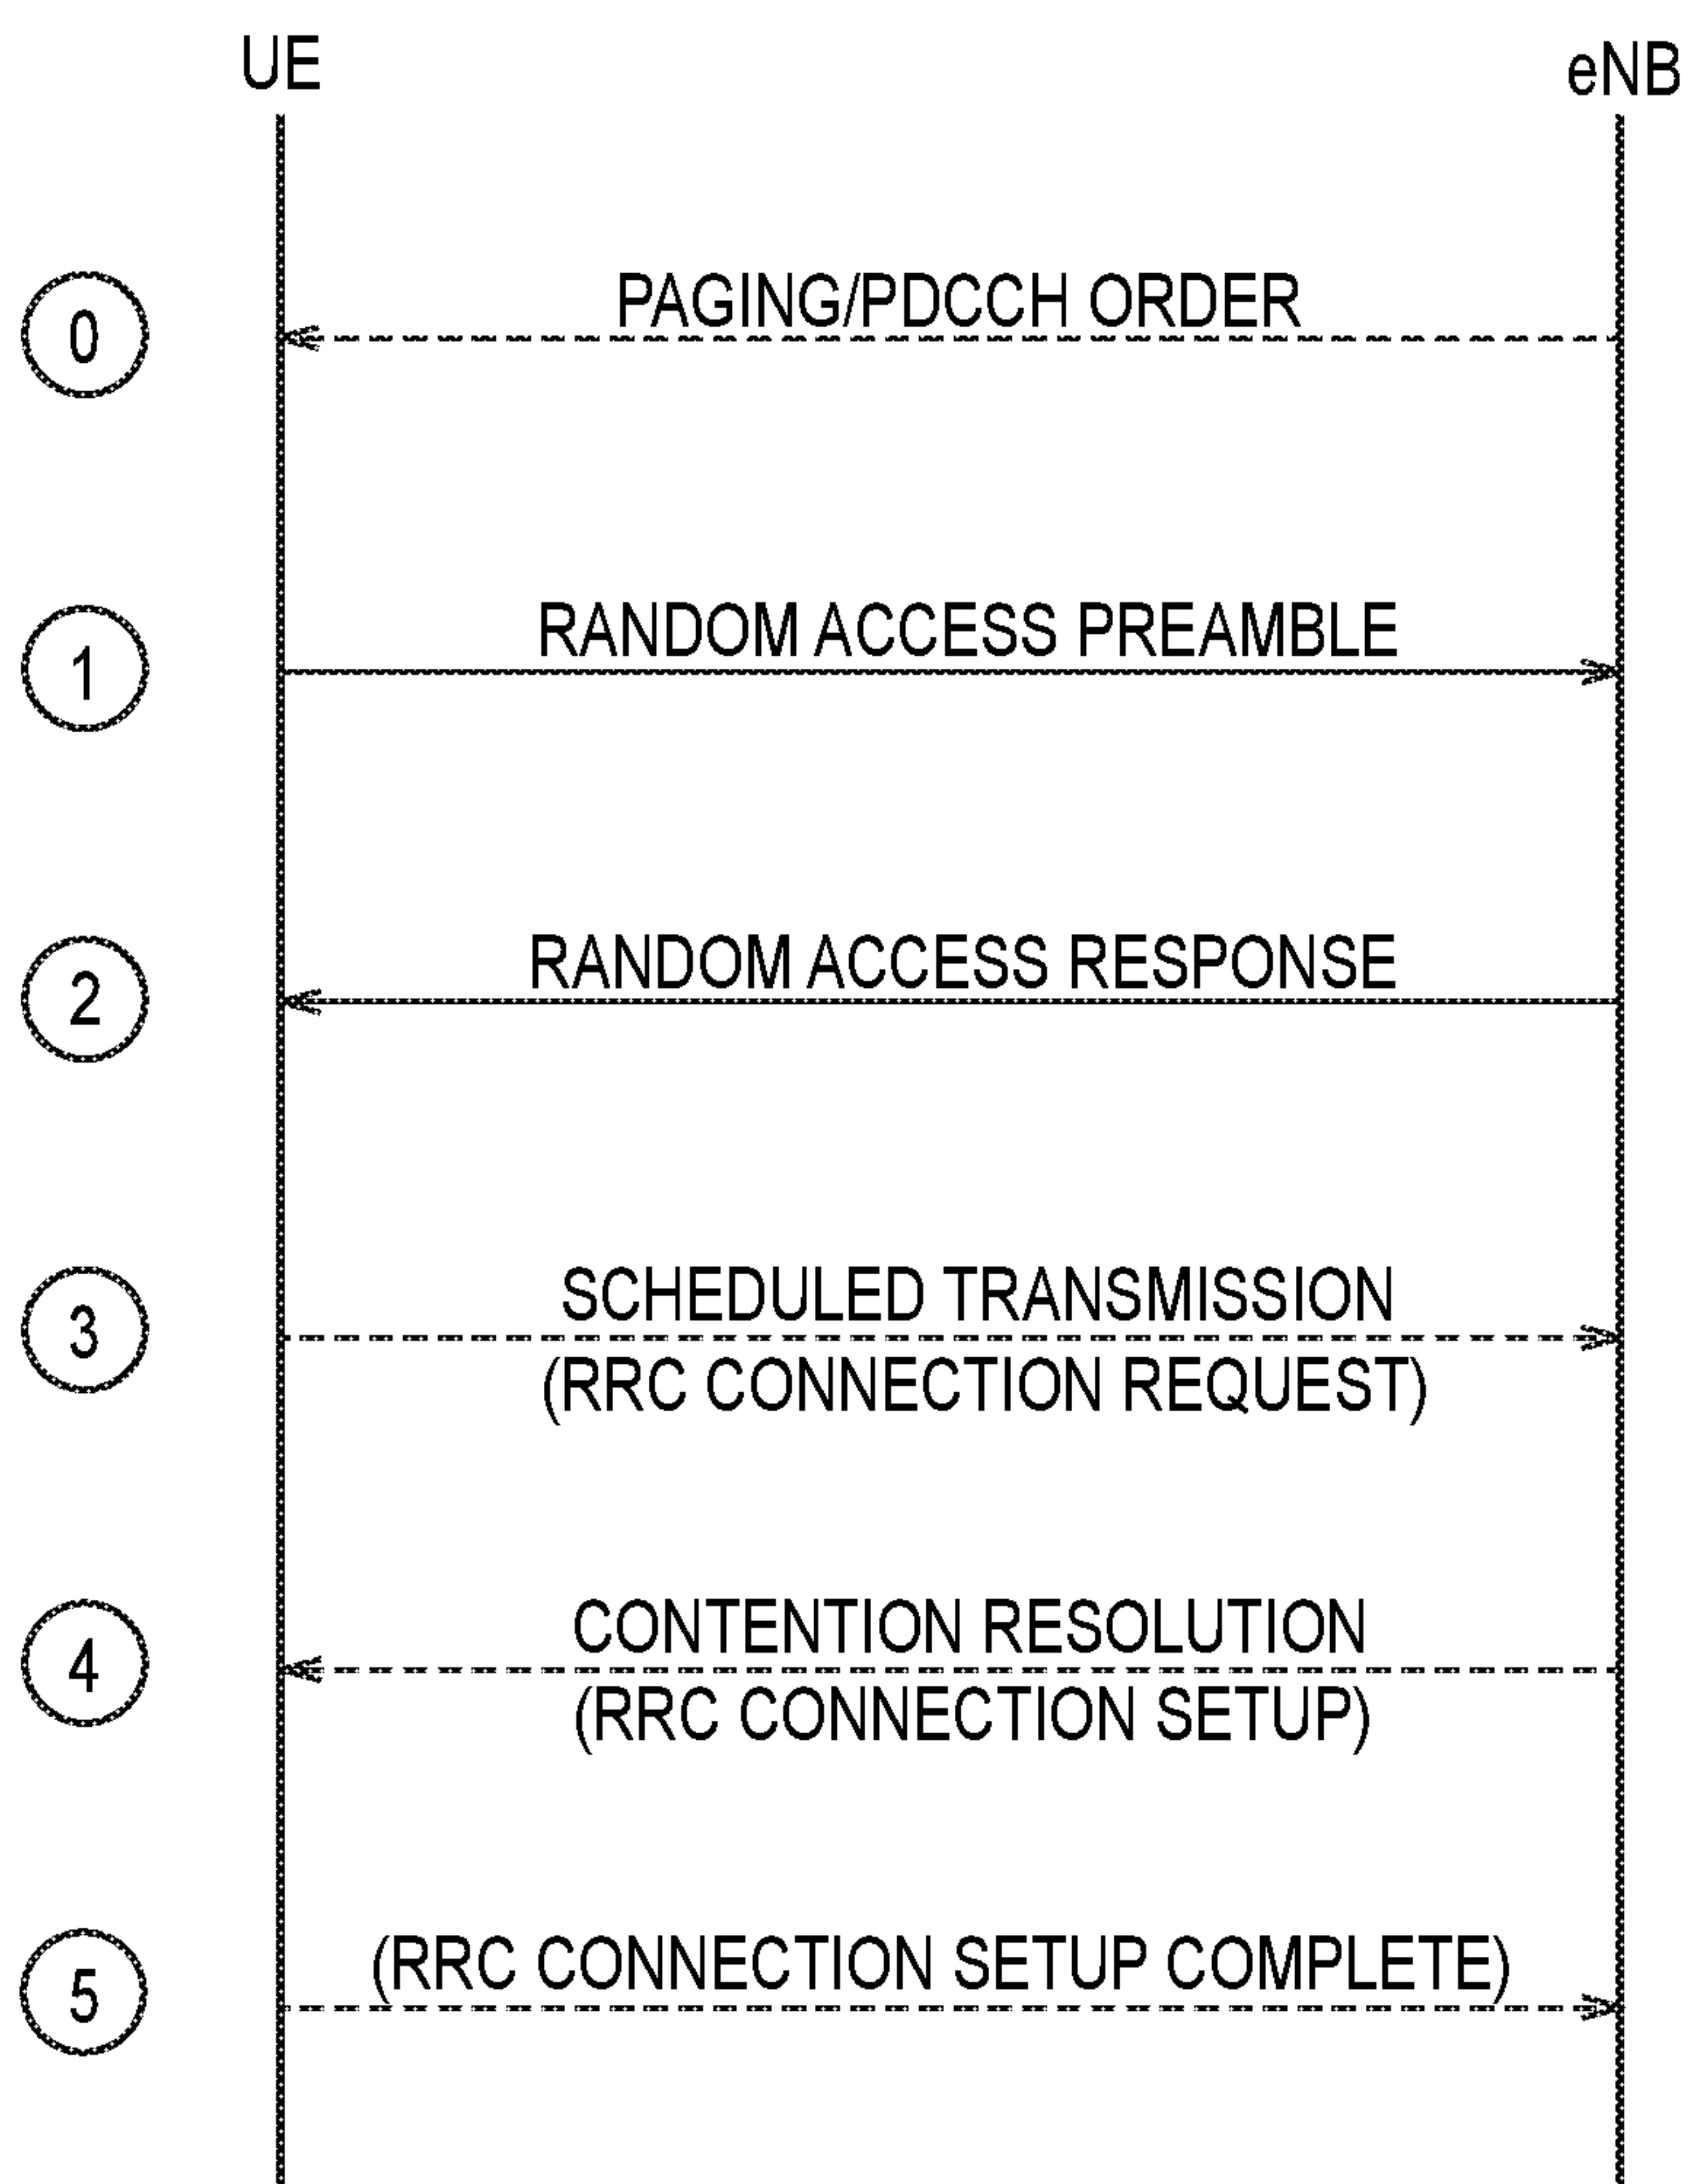 UE
eNB
0
PAGING/PDCCH ORDER
1
RANDOM ACCESS PREAMBLE
2
RANDOM ACCESS RESPONSE
3
SCHEDULED TRANSMISSION
(RRC CONNECTION REQUEST)
4
CONTENTION RESOLUTION
(RRC CONNECTION SETUP)
5
(RRC CONNECTION SETUP COMPLETE)